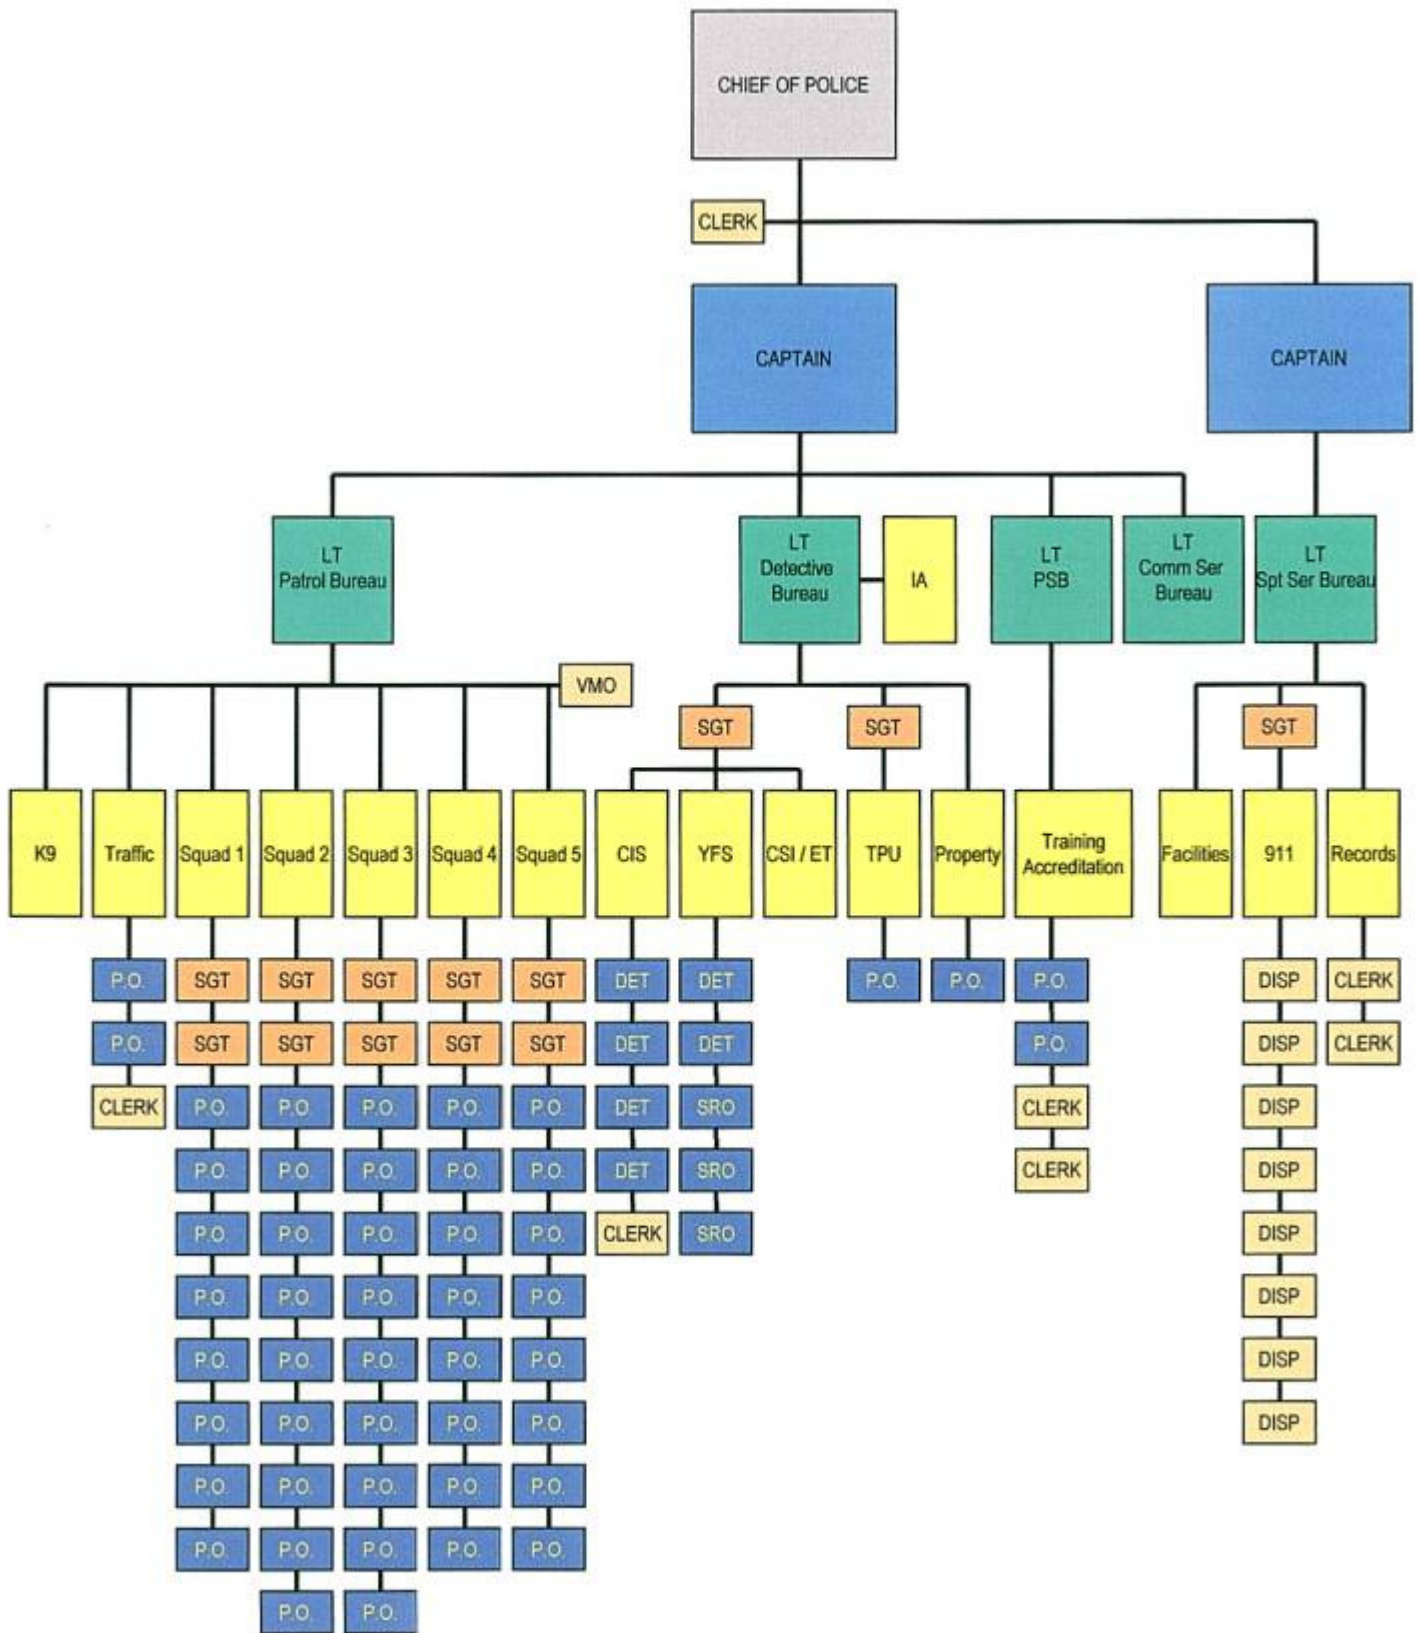 CHIEF OF POLICE
CLERK
CAPTAIN
CAPTAIN
LT
Patrol Bureau
LT
Detective
Bureau
IA
LT
PSB
LT
Comm Ser
Bureau
LT
Spt Ser Bureau
VMO
SGT
SGT
SGT
K9
Traffic
Squad 1
Squad 2
Squad 3
Squad 4
Squad 5
CIS
YFS
CSI / ET
TPU
Property
Training
Accreditation
Facilities
911
Records
P.O.
SGT
SGT
SGT
SGT
SGT
DET
DET
P.O.
P.O.
P.O.
DISP
CLERK
P.O.
SGT
SGT
SGT
SGT
SGT
DET
DET
P.O.
DISP
CLERK
CLERK
P.O.
P.O.
P.O.
P.O.
P.O.
DET
SRO
CLERK
DISP
P.O.
P.O.
P.O.
P.O.
P.O.
DET
SRO
CLERK
DISP
P.O.
P.O.
P.O.
P.O.
P.O.
CLERK
SRO
DISP
P.O.
P.O.
P.O.
P.O.
P.O.
DISP
P.O.
P.O.
P.O.
P.O.
P.O.
DISP
P.O.
P.O.
P.O.
P.O.
P.O.
DISP
P.O.
P.O.
P.O.
P.O.
P.O.
P.O.
P.O.
P.O.
P.O.
P.O.
P.O.
P.O.